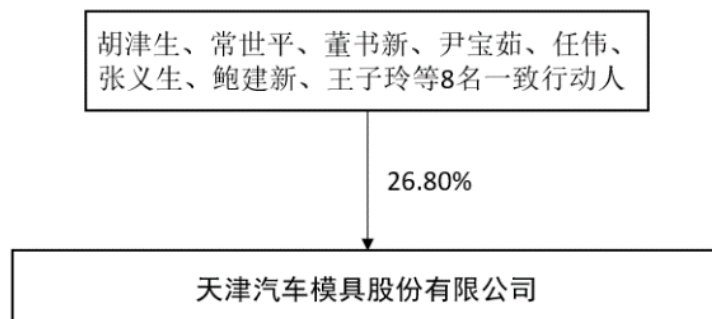 胡津生、常世平、董书新、尹宝茹、任伟、
张义生、鲍建新、王子玲等8名一致行动人
26.80%
天津汽车模具股份有限公司